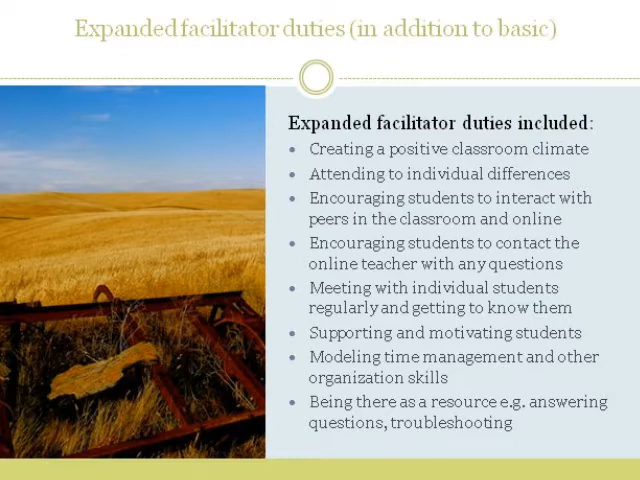 Expanded facilitator duties (in addition to basic)
Expanded facilitator duties included:
• Creating a positive classroom climate
• Attending to individual differences
• Encouraging students to interact with
peers in the classroom and online
• Encouraging students to contact the
online teacher with any questions
• Meeting with individual students
regularly and getting to know them
• Supporting and motivating students
• Modeling time management and other
organization skills
• Being there as a resource e.g. answering
questions, troubleshooting